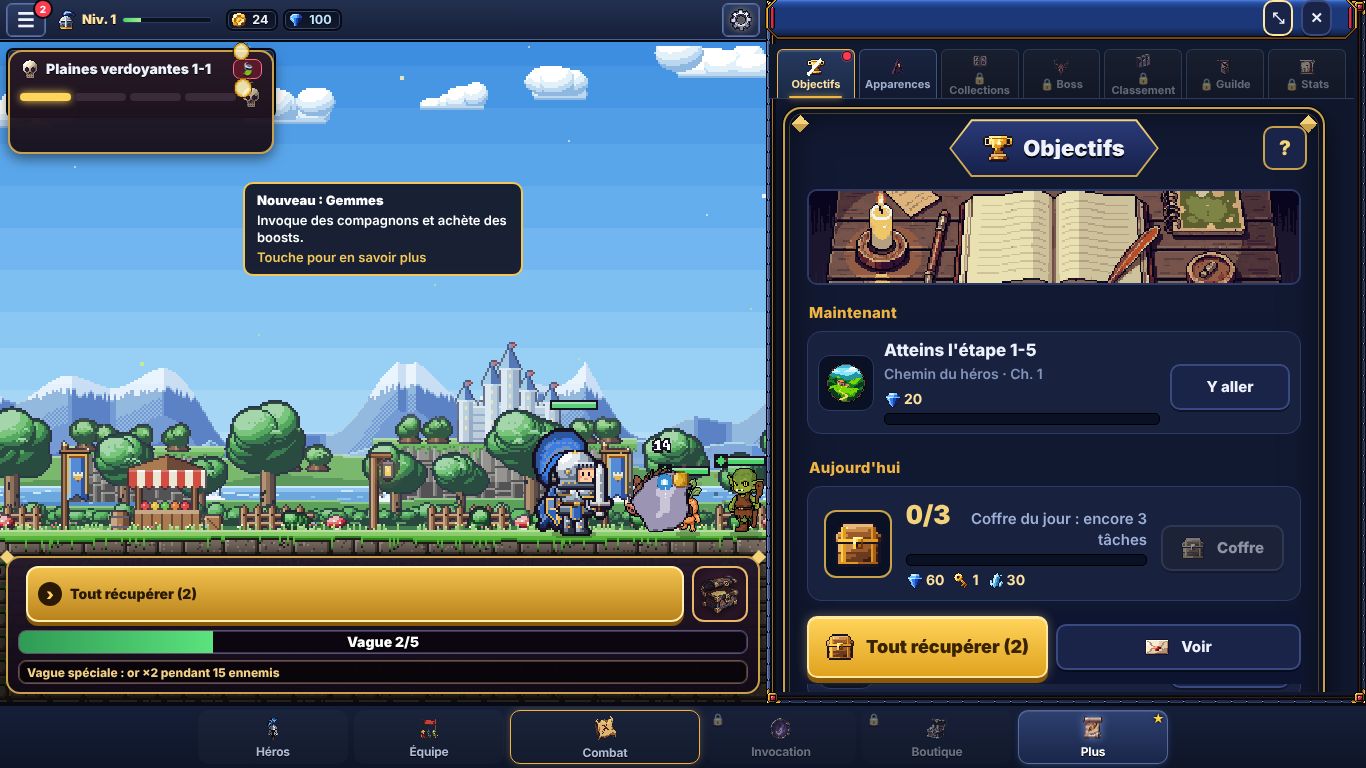 2
Niv. 1
24
100
Plaines verdoyantes 1-1
Nouveau : Gemmes
Invoque des compagnons et achète des
boosts.
Touche pour en savoir plus
14
Tout récupérer (2)
Vague 2/5
Vague spéciale : or ×2 pendant 15 ennemis
Objectifs
Apparences
Collections
Boss
Classement
Guilde
Stats
Objectifs
?
Maintenant
Atteins l'étape 1-5
Chemin du héros · Ch. 1
20
Y aller
Aujourd'hui
0/3
Coffre du jour : encore 3
tâches
Coffre
60
1
30
Tout récupérer (2)
Voir
Héros
Équipe
Combat
Invocation
Boutique
Plus